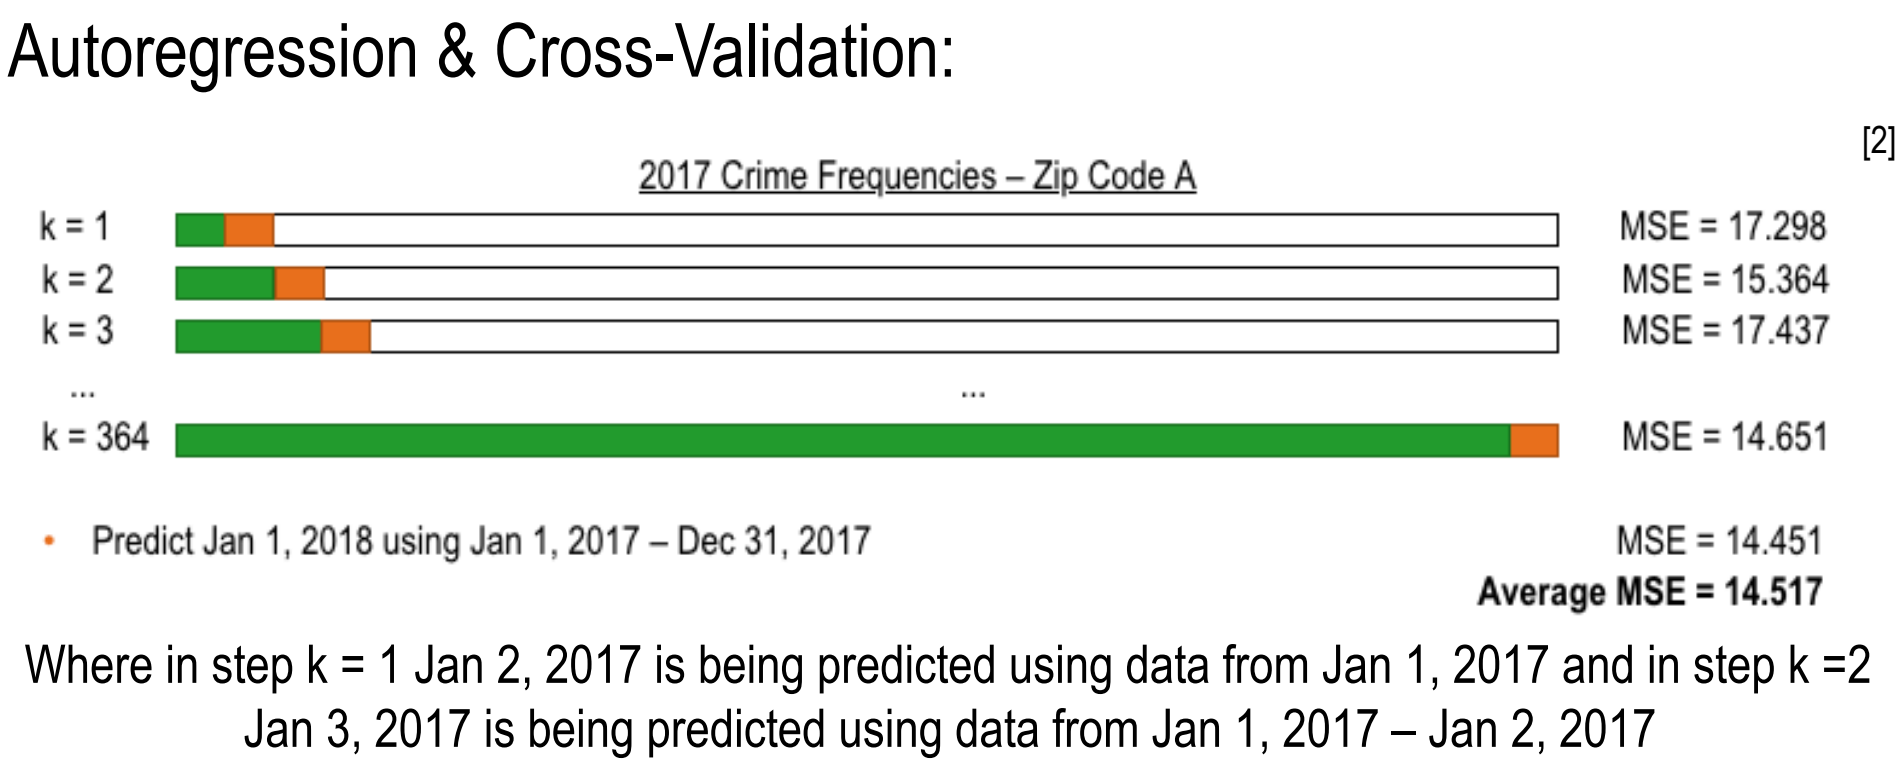 Autoregression & Cross-Validation:
[2]
2017 Crime Frequencies – Zip Code A
k = 1 MSE = 17.298
k = 2 MSE = 15.364
k = 3 MSE = 17.437
... ...
k = 364 MSE = 14.651
• Predict Jan 1, 2018 using Jan 1, 2017 – Dec 31, 2017 MSE = 14.451
Average MSE = 14.517
Where in step k = 1 Jan 2, 2017 is being predicted using data from Jan 1, 2017 and in step k =2
Jan 3, 2017 is being predicted using data from Jan 1, 2017 – Jan 2, 2017